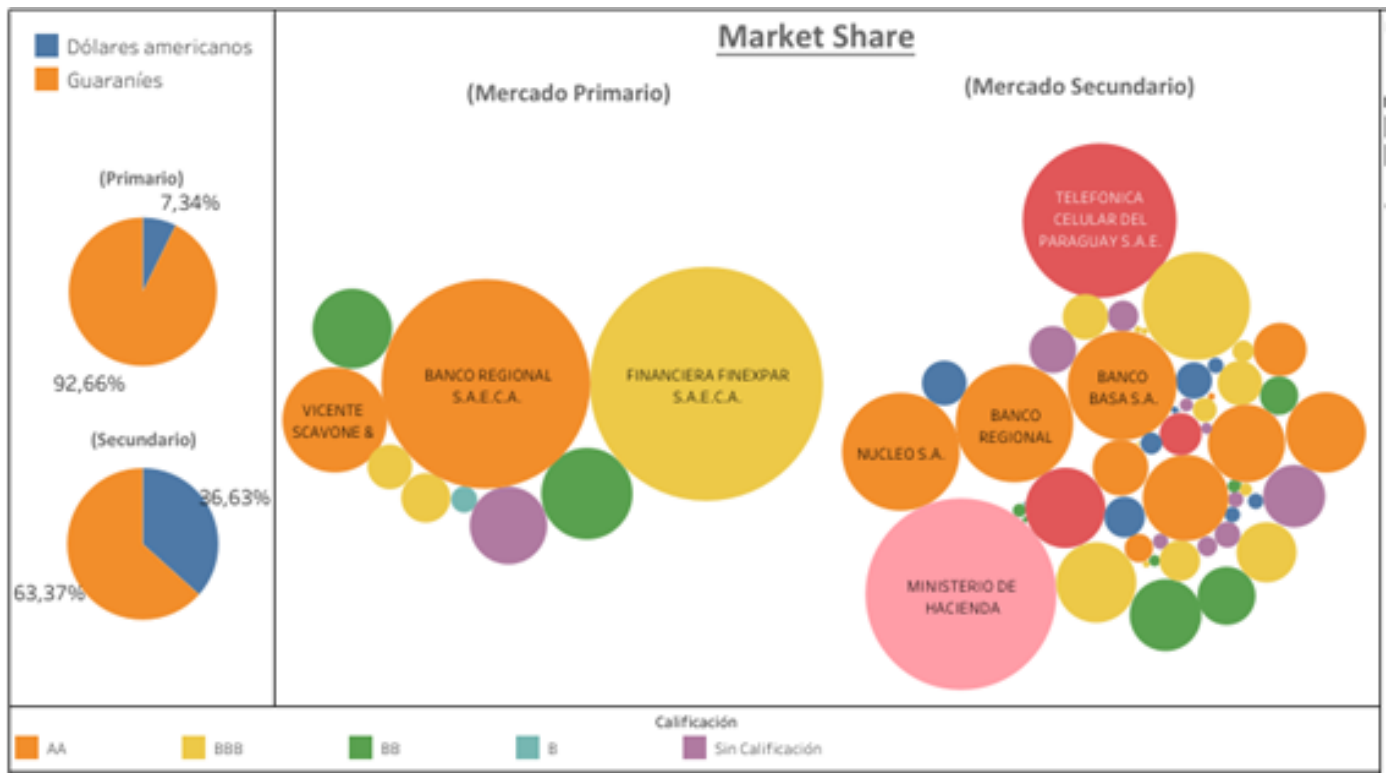 Dólares americanos
Guaraníes
(Primario)
7,34%
92,66%
(Secundario)
36,63%
63,37%
Market Share
(Mercado Primario)
VICENTE
SCAVONE &
BANCO REGIONAL
S.A.E.C.A.
FINANCIERA FINEXPAR
S.A.E.C.A.
(Mercado Secundario)
TELEFONICA
CELULAR DEL
PARAGUAY S.A.E.
BANCO
BASA S.A.
BANCO
REGIONAL
NUCLEO S.A.
MINISTERIO DE
HACIENDA
Calificación
AA
BBB
BB
B
Sin Calificación